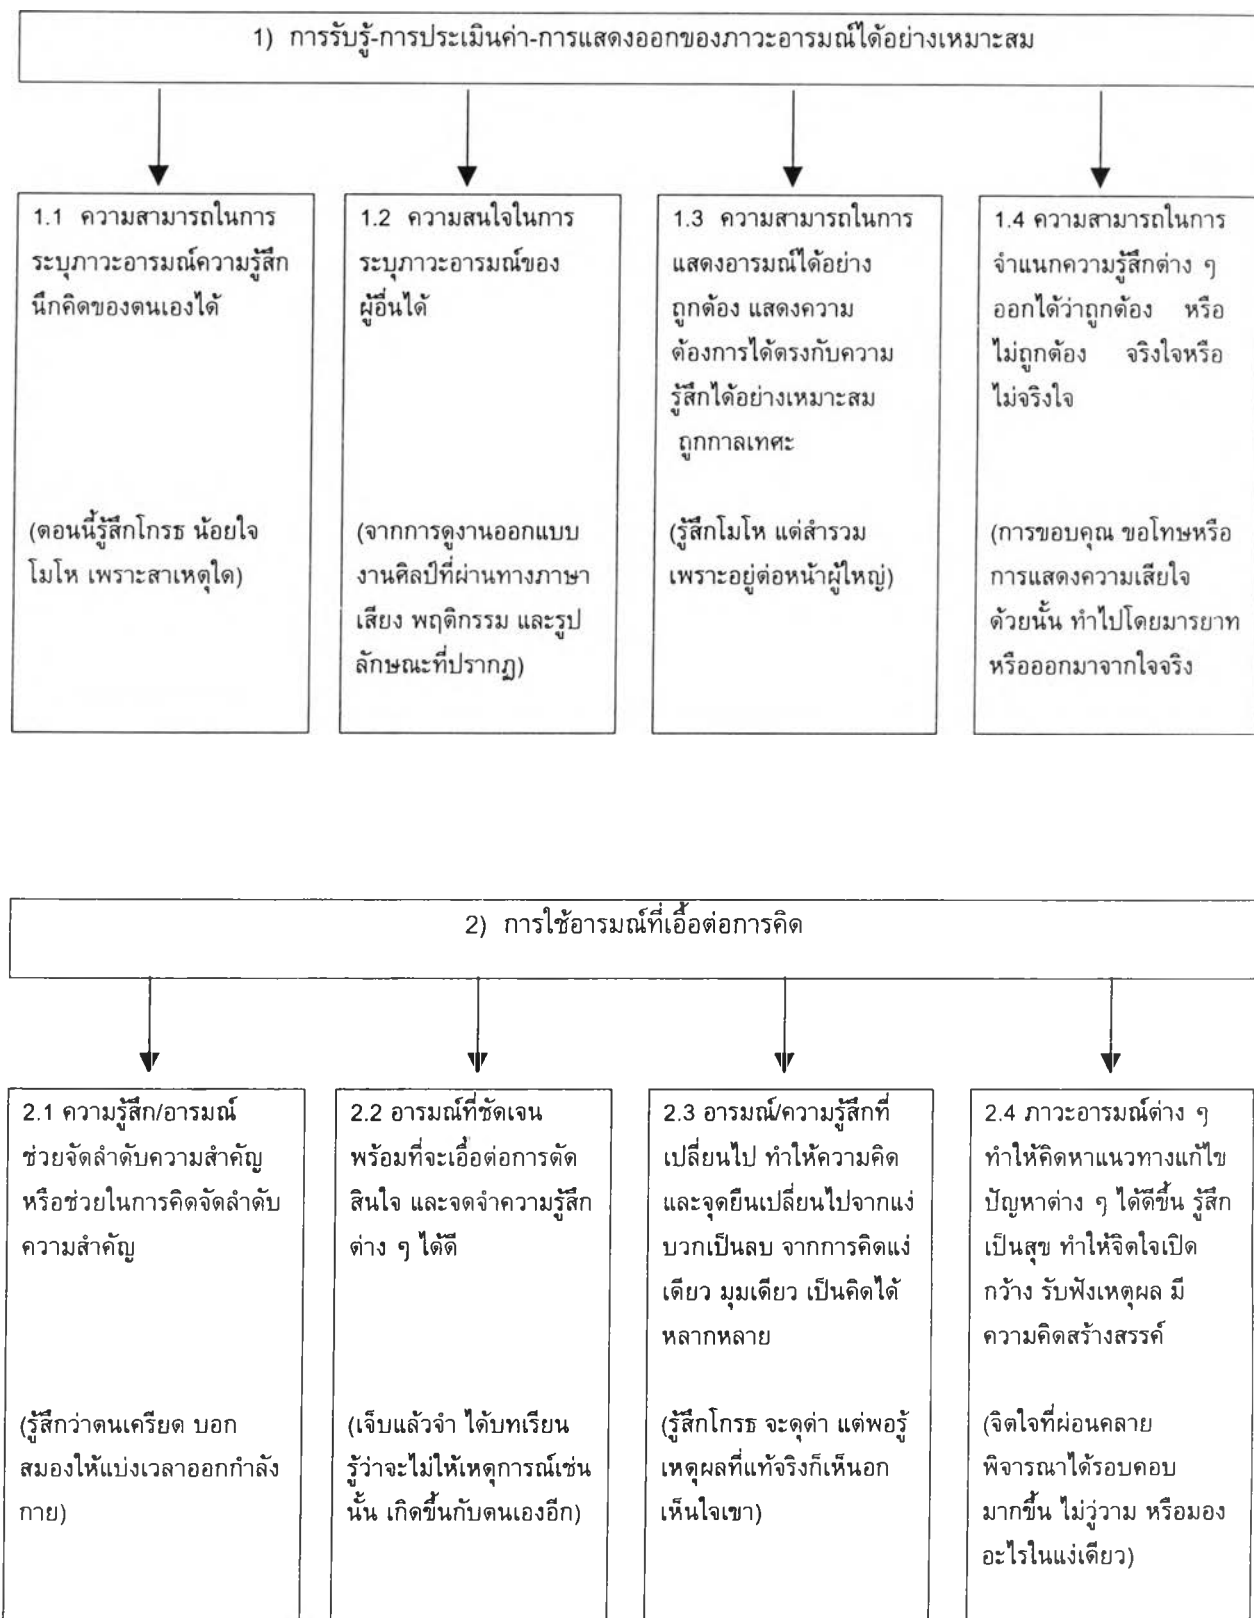 1) การรับรู้-การประเมินค่า-การแสดงออกของภาวะอารมณ์ได้อย่างเหมาะสม
1.1 ความสามารถในการ
ระบุภาวะอารมณ์ความรู้สึก
นึกคิดของตนเองได้
(ตอนนี้รู้สึกโกรธ น้อยใจ
โมโห เพราะสาเหตุใด)
1.2 ความสนใจในการ
ระบุภาวะอารมณ์ของ
ผู้อื่นได้
(จากการดูงานออกแบบ
งานศิลป์ที่ผ่านทางภาษา
เสียง พฤติกรรม และรูป
ลักษณะที่ปรากฏ)
1.3 ความสามารถในการ
แสดงอารมณ์ได้อย่าง
ถูกต้อง แสดงความ
ต้องการได้ตรงกับความ
รู้สึกได้อย่างเหมาะสม
ถูกกาลเทศะ
(รู้สึกโมโห แต่สำรวม
เพราะอยู่ต่อหน้าผู้ใหญ่)
1.4 ความสามารถในการ
จำแนกความรู้สึกต่าง ๆ
ออกได้ว่าถูกต้อง หรือ
ไม่ถูกต้อง จริงใจหรือ
ไม่จริงใจ
(การขอบคุณ ขอโทษหรือ
การแสดงความเสียใจ
ด้วยนั้น ทำไปโดยมารยาท
หรือออกมาจากใจจริง
2) การใช้อารมณ์ที่เอื้อต่อการคิด
2.1 ความรู้สึก/อารมณ์
ช่วยจัดลำดับความสำคัญ
หรือช่วยในการคิดจัดลำดับ
ความสำคัญ
(รู้สึกว่าตนเครียด บอก
สมองให้แบ่งเวลาออกกำลัง
กาย)
2.2 อารมณ์ที่ชัดเจน
พร้อมที่จะเอื้อต่อการตัด
สินใจ และจดจำความรู้สึก
ต่าง ๆ ได้ดี
(เจ็บแล้วจำ ได้บทเรียน
รู้ว่าจะไม่ให้เหตุการณ์เช่น
นั้น เกิดขึ้นกับตนเองอีก)
2.3 อารมณ์/ความรู้สึกที่
เปลี่ยนไป ทำให้ความคิด
และจุดยืนเปลี่ยนไปจากแง่
บวกเป็นลบ จากการคิดแง่
เดียว มุมเดียว เป็นคิดได้
หลากหลาย
(รู้สึกโกรธ จะดุด่า แต่พอรู้
เหตุผลที่แท้จริงก็เห็นอก
เห็นใจเขา)
2.4 ภาวะอารมณ์ต่าง ๆ
ทำให้คิดหาแนวทางแก้ไข
ปัญหาต่าง ๆ ได้ดีขึ้น รู้สึก
เป็นสุข ทำให้จิตใจเปิด
กว้าง รับฟังเหตุผล มี
ความคิดสร้างสรรค์
(จิตใจที่ผ่อนคลาย
พิจารณาได้รอบคอบ
มากขึ้น ไม่วู่วาม หรือมอง
อะไรในแง่เดียว)